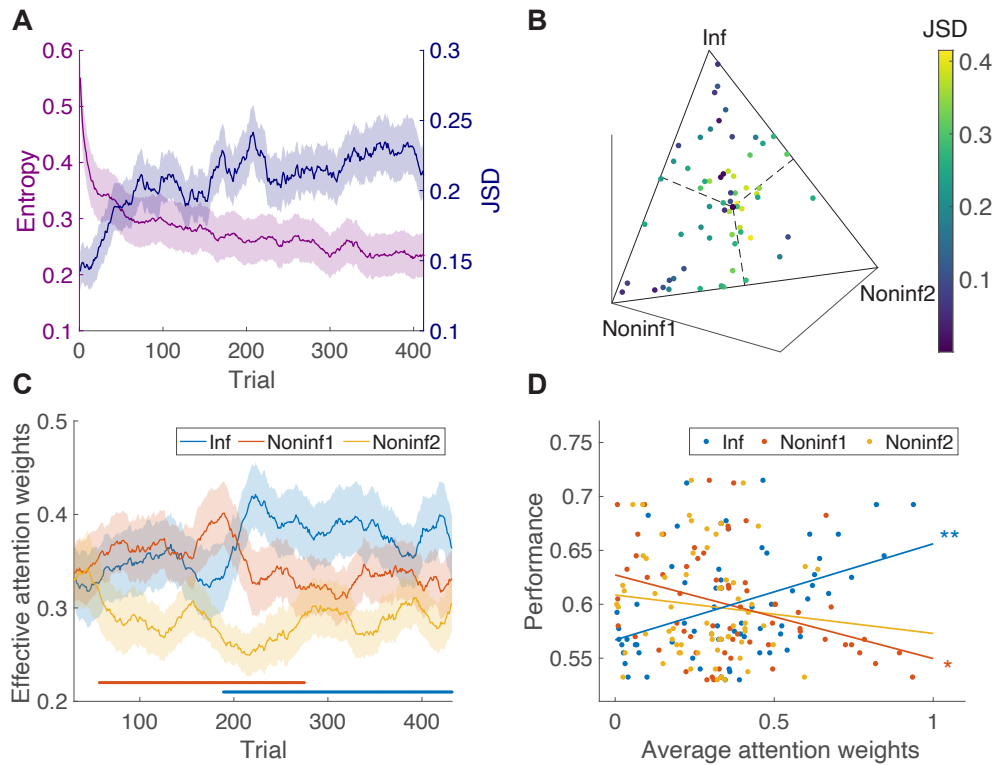 A
0.6
0.5
0.4
0.3
0.2
0.1
Entropy
0.3
0.25
0.2
0.15
0.1
JSD
0 100 200 300 400
Trial
B
Inf
Noninf1
Noninf2
JSD
0.4
0.3
0.2
0.1
C
0.5
0.4
0.3
0.2
Effective attention weights
Inf Noninf1 Noninf2
100 200 300 400
Trial
D
0.75
0.7
0.65
0.6
0.55
Performance
Inf Noninf1 Noninf2
**
*
0 0.5 1
Average attention weights